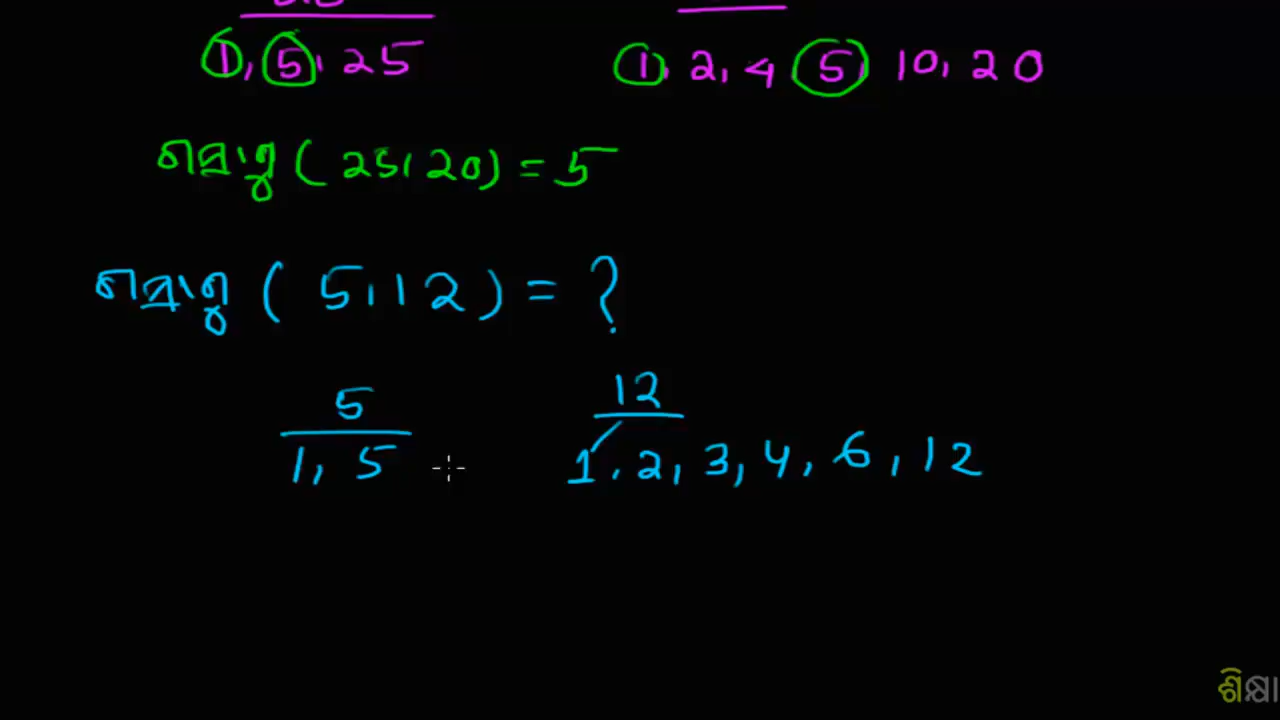 1, 5, 25
1, 2, 4 5, 10, 20
ଗସାଗୁ ( 25, 20) = 5
ଗସାଗୁ ( 5, 12 ) = ?
5
12
1, 5
1, 2, 3, 4, 6, 12
ଶିକ୍ଷା